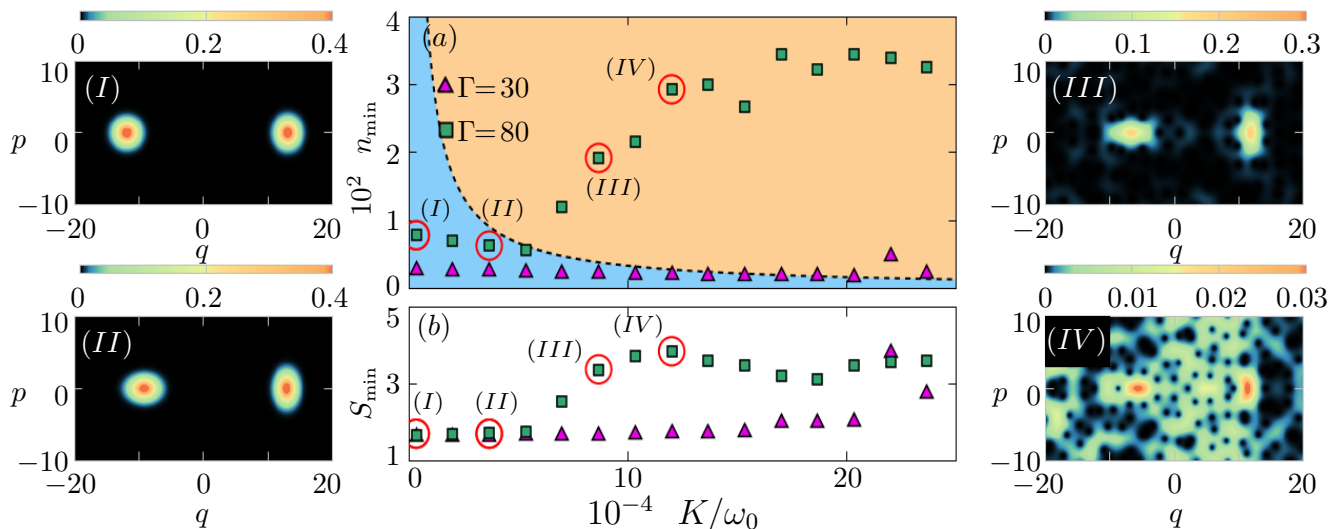 0 0.2 0.4
10
(I)
p 0
−10
−20 0 20
q
0 0.2 0.4
10
(II)
p 0
−10
−20 0 20
q
4
3
2
1
0
10² n_min
(a)
Γ=30
Γ=80
(I)
(II)
(III)
(IV)
5
3
1
S_min
(b)
(I)
(II)
(III)
(IV)
0 10 20
10⁻⁴ K/ω₀
0 0.1 0.2 0.3
10
(III)
p 0
−10
−20 0 20
q
0 0.01 0.02 0.03
10
(IV)
p 0
−10
−20 0 20
q